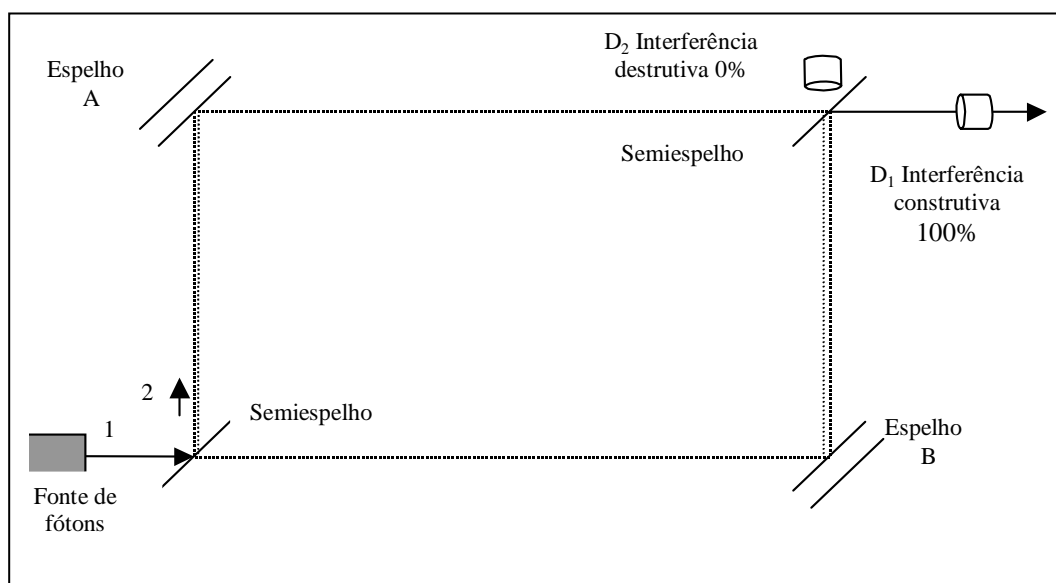 D₂ Interferência
destrutiva 0%
Espelho
A
Semiespelho
D₁ Interferência
construtiva
100%
2
Semiespelho
1
Espelho
B
Fonte de
fótons